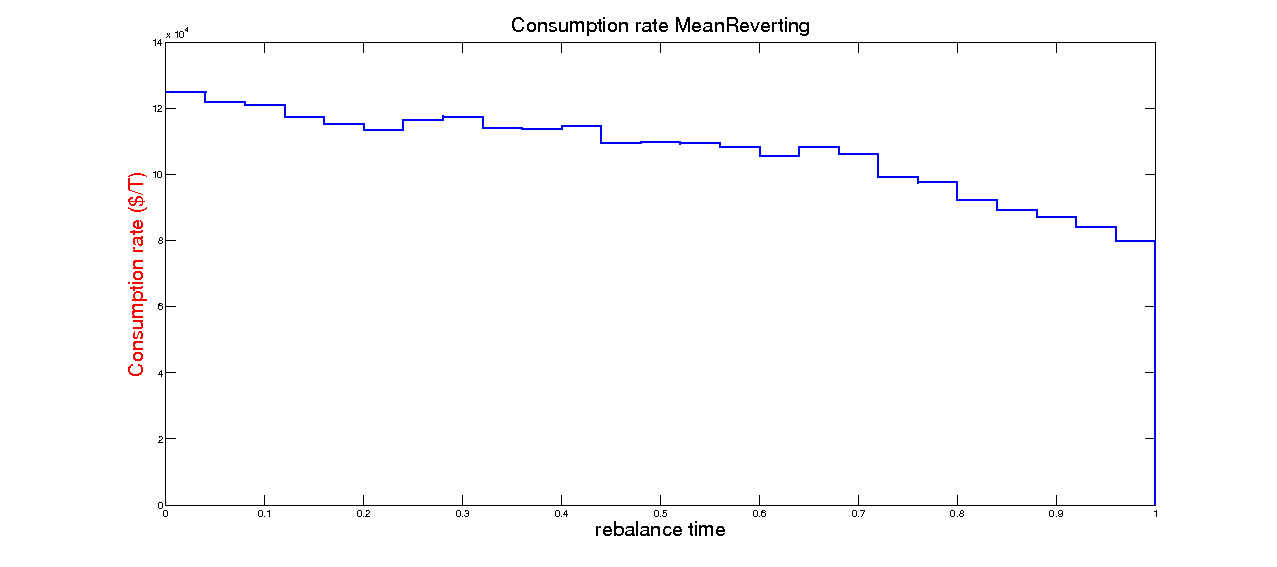 Consumption rate MeanReverting
x 10^4
14
12
10
8
6
4
2
0
Consumption rate ($/T)
0 0.1 0.2 0.3 0.4 0.5 0.6 0.7 0.8 0.9 1
rebalance time